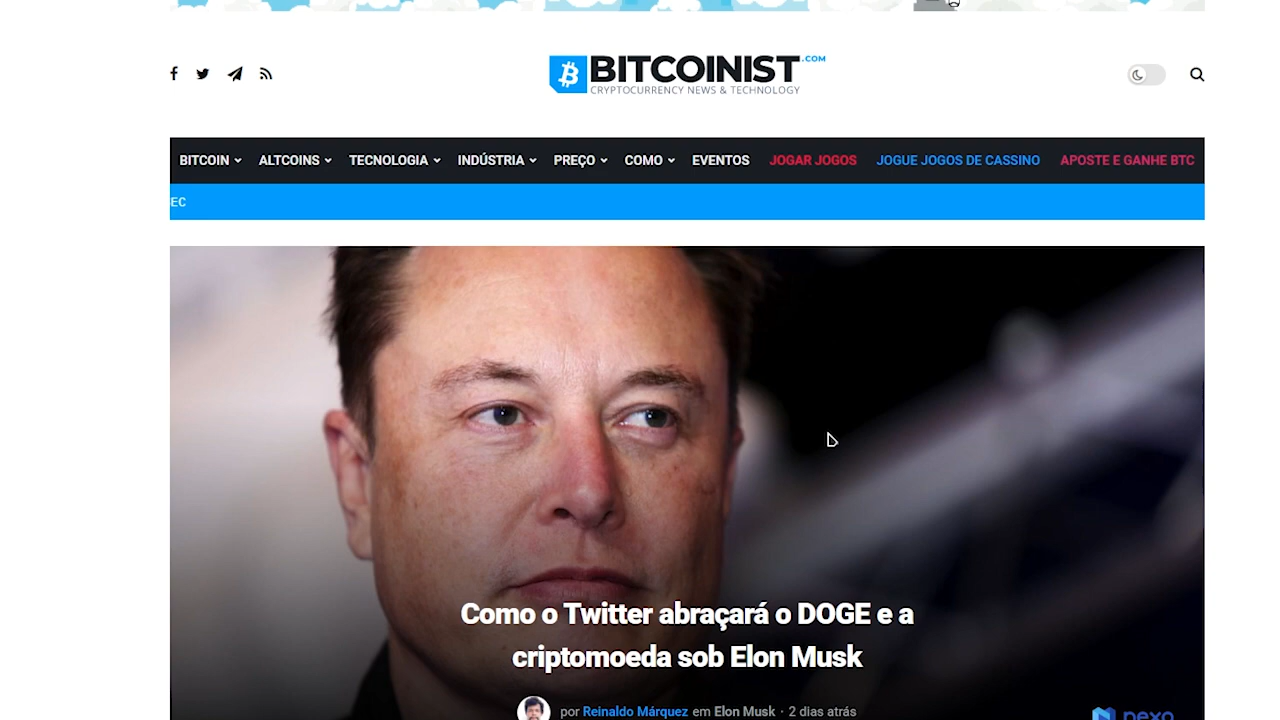 BITCOINIST.COM
CRYPTOCURRENCY NEWS & TECHNOLOGY
BITCOIN ALTCOINS TECNOLOGIA INDÚSTRIA PREÇO COMO EVENTOS JOGAR JOGOS JOGUE JOGOS DE CASSINO APOSTE E GANHE BTC
EC
Como o Twitter abraçará o DOGE e a
criptomoeda sob Elon Musk
por Reinaldo Márquez em Elon Musk · 2 dias atrás
nexo